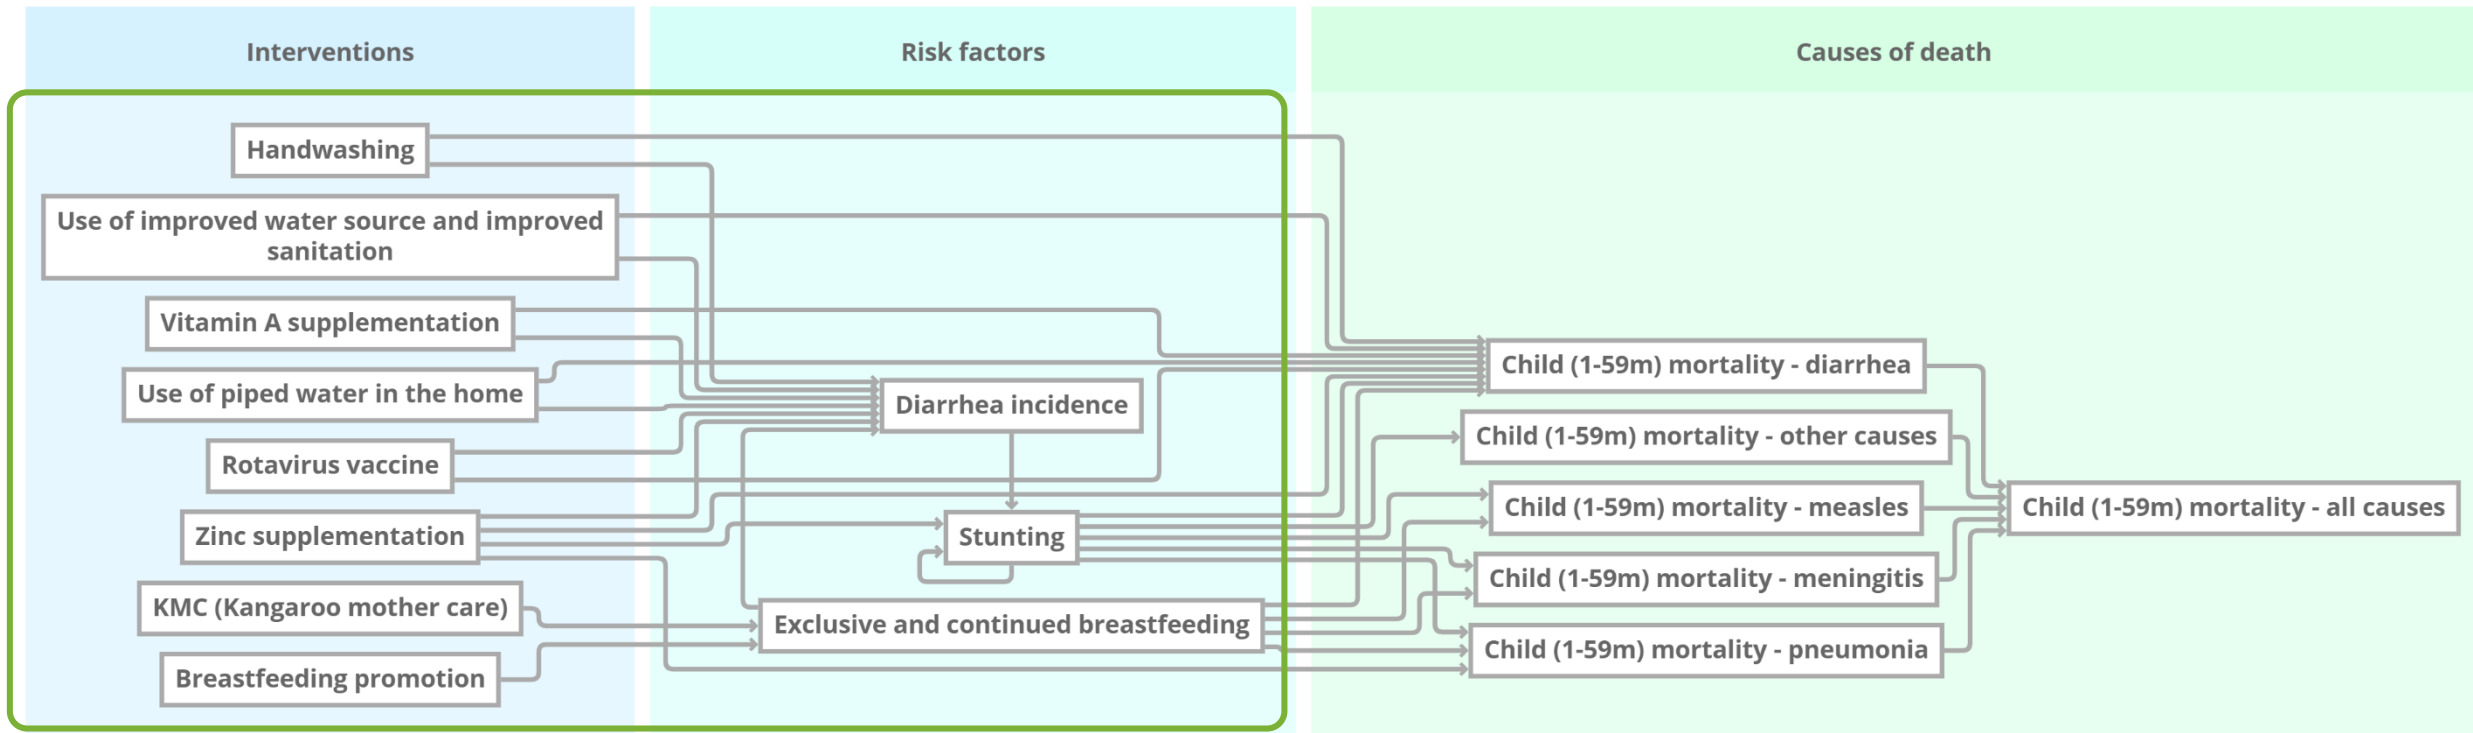 Interventions
Risk factors
Causes of death
Handwashing
Use of improved water source and improved
sanitation
Vitamin A supplementation
Use of piped water in the home
Rotavirus vaccine
Zinc supplementation
KMC (Kangaroo mother care)
Breastfeeding promotion
Diarrhea incidence
Stunting
Exclusive and continued breastfeeding
Child (1-59m) mortality - diarrhea
Child (1-59m) mortality - other causes
Child (1-59m) mortality - measles
Child (1-59m) mortality - meningitis
Child (1-59m) mortality - pneumonia
Child (1-59m) mortality - all causes